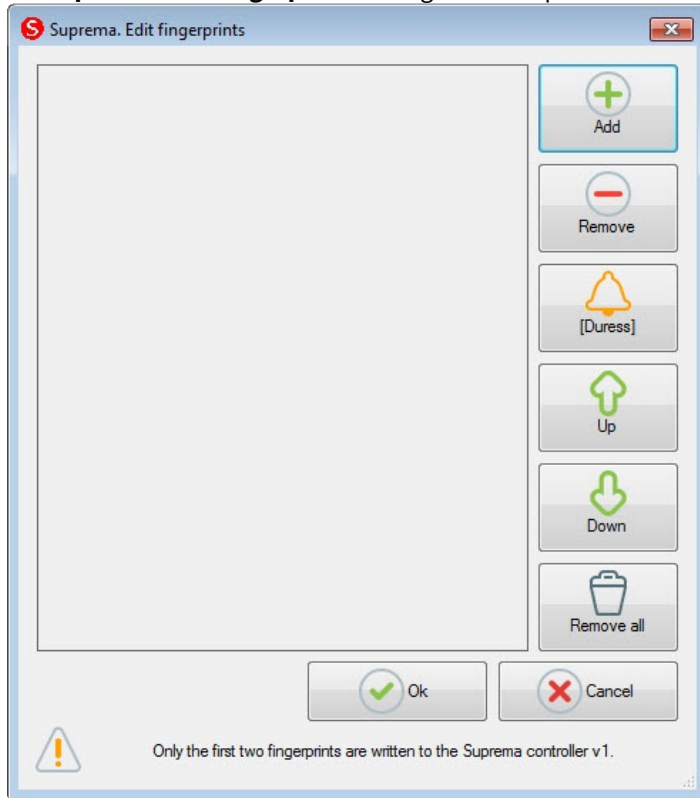 Suprema. Edit fingerprints
Add
Remove
[Duress]
Up
Down
Remove all
Ok
Cancel
Only the first two fingerprints are written to the Suprema controller v1.